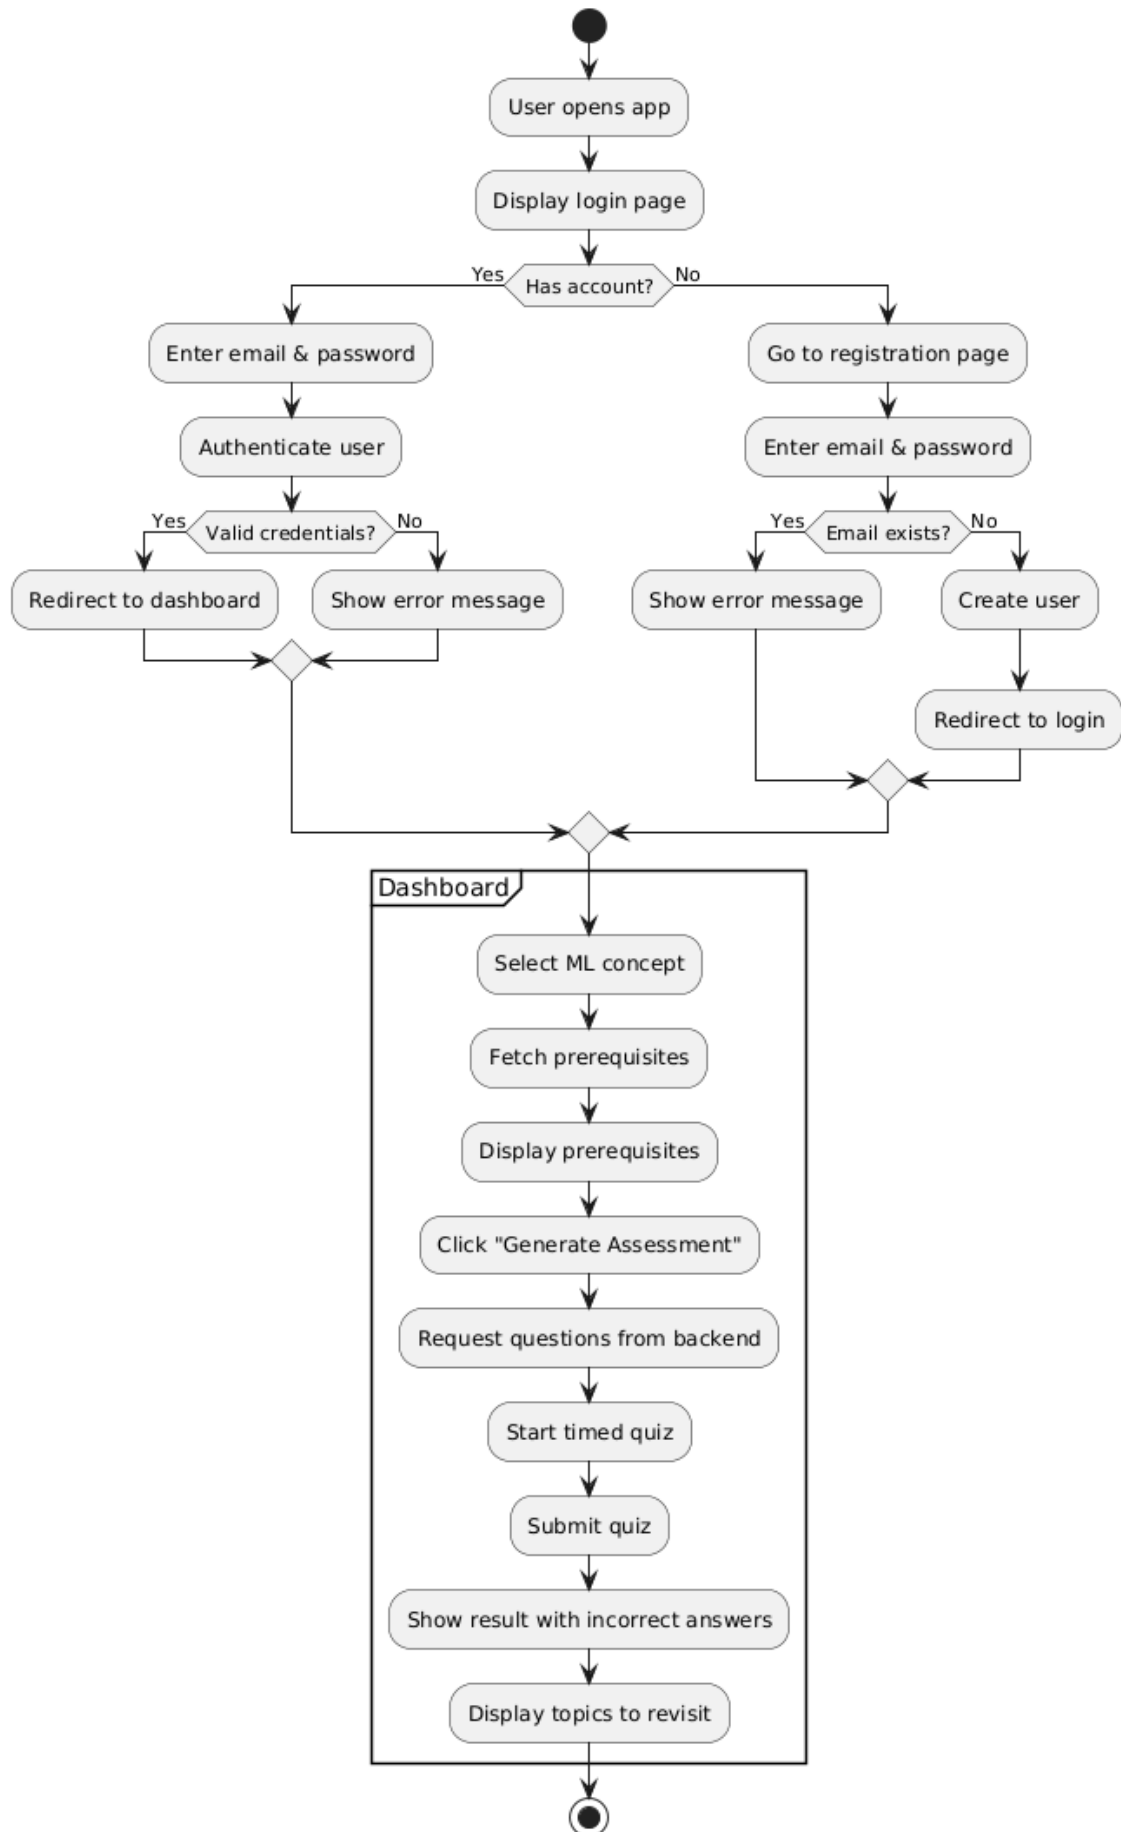 User opens app
Display login page
Yes
Has account?
No
Enter email & password
Authenticate user
Yes
Valid credentials?
No
Redirect to dashboard
Show error message
Go to registration page
Enter email & password
Yes
Email exists?
No
Show error message
Create user
Redirect to login
Dashboard
Select ML concept
Fetch prerequisites
Display prerequisites
Click "Generate Assessment"
Request questions from backend
Start timed quiz
Submit quiz
Show result with incorrect answers
Display topics to revisit